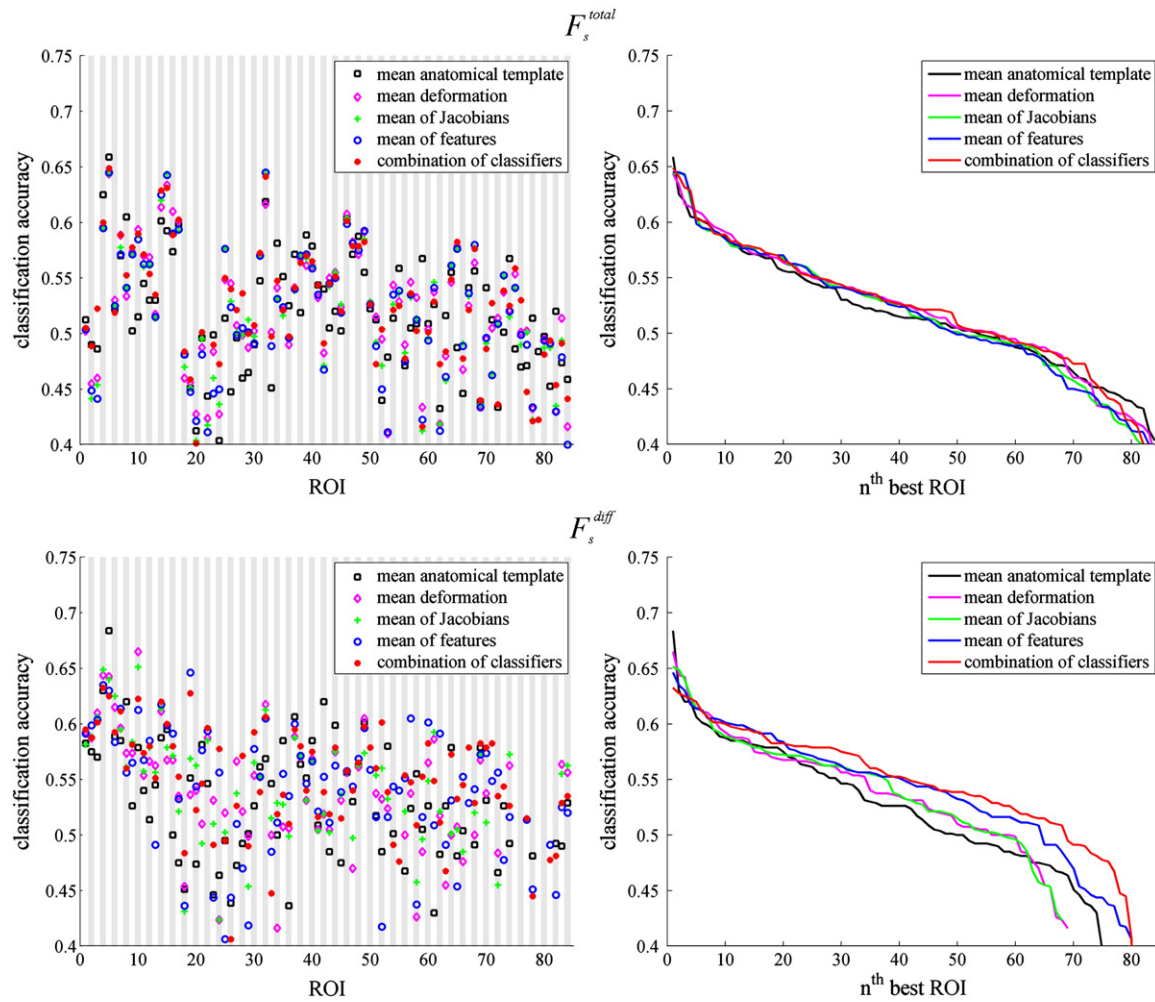 F_s^total
0.75
0.7
0.65
0.6
0.55
0.5
0.45
0.4
classification accuracy
mean anatomical template
mean deformation
mean of Jacobians
mean of features
combination of classifiers
0 10 20 30 40 50 60 70 80
ROI
0.75
0.7
0.65
0.6
0.55
0.5
0.45
0.4
classification accuracy
mean anatomical template
mean deformation
mean of Jacobians
mean of features
combination of classifiers
0 10 20 30 40 50 60 70 80
n^th best ROI
F_s^diff
0.75
0.7
0.65
0.6
0.55
0.5
0.45
0.4
classification accuracy
mean anatomical template
mean deformation
mean of Jacobians
mean of features
combination of classifiers
0 10 20 30 40 50 60 70 80
ROI
0.75
0.7
0.65
0.6
0.55
0.5
0.45
0.4
classification accuracy
mean anatomical template
mean deformation
mean of Jacobians
mean of features
combination of classifiers
0 10 20 30 40 50 60 70 80
n^th best ROI